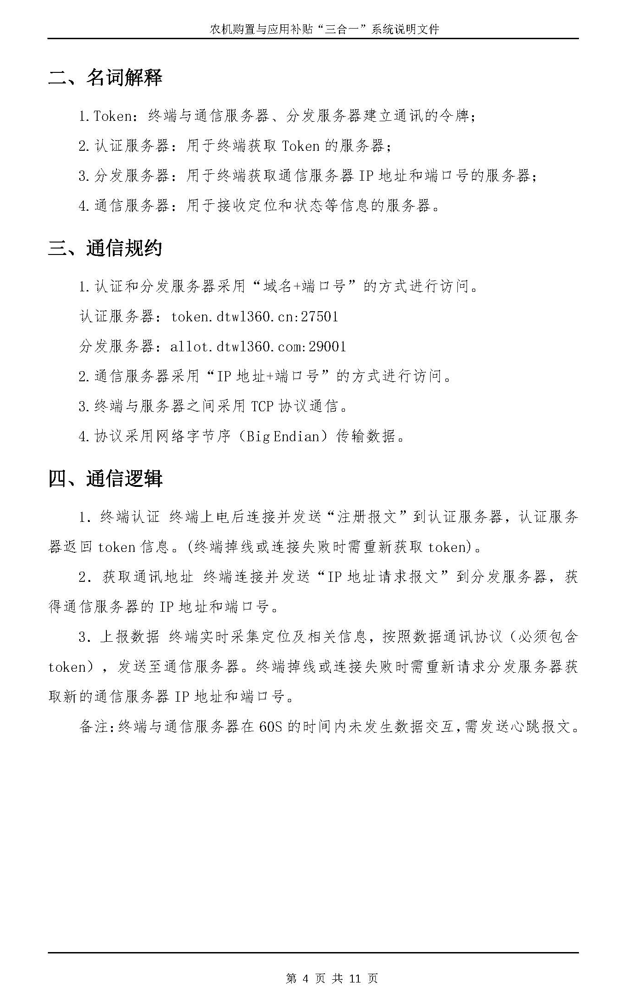 农机购置与应用补贴“三合一”系统说明文件
二、名词解释
1.Token：终端与通信服务器、分发服务器建立通讯的令牌；
2.认证服务器：用于终端获取 Token 的服务器；
3.分发服务器：用于终端获取通信服务器 IP 地址和端口号的服务器；
4.通信服务器：用于接收定位和状态等信息的服务器。
三、通信规约
1.认证和分发服务器采用“域名+端口号”的方式进行访问。
认证服务器：token.dtwl360.cn:27501
分发服务器：allot.dtwl360.com:29001
2.通信服务器采用“IP 地址+端口号”的方式进行访问。
3.终端与服务器之间采用 TCP 协议通信。
4.协议采用网络字节序（Big Endian）传输数据。
四、通信逻辑
1. 终端认证 终端上电后连接并发送“注册报文”到认证服务器，认证服务
器返回 token 信息。(终端掉线或连接失败时需重新获取 token)。
2. 获取通讯地址 终端连接并发送“IP 地址请求报文”到分发服务器，获
得通信服务器的 IP 地址和端口号。
3. 上报数据 终端实时采集定位及相关信息，按照数据通讯协议（必须包含
token），发送至通信服务器。终端掉线或连接失败时需重新请求分发服务器获
取新的通信服务器 IP 地址和端口号。
备注：终端与通信服务器在 60S 的时间内未发生数据交互，需发送心跳报文。
第 4 页 共 11 页